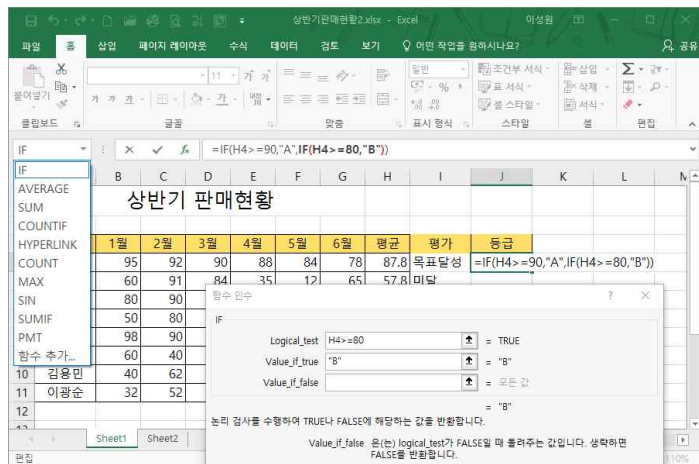 상반기판매현황2.xlsx - Excel 이성원
파일 홈 삽입 페이지 레이아웃 수식 데이터 검토 보기 어떤 작업을 원하시나요? 공유
붙여넣기 11 가 가 일반 조건부 서식 삽입
가 가 가 가 % , 표 서식 삭제
셀 스타일 서식
클립보드 글꼴 맞춤 표시 형식 스타일 셀 편집
IF =IF(H4>=90,"A",IF(H4>=80,"B"))
IF
AVERAGE
SUM
COUNTIF
HYPERLINK
COUNT
MAX
SIN
SUMIF
PMT
함수 추가...
B C D E F G H I J K L
상반기 판매현황
1월 2월 3월 4월 5월 6월 평균 평가 등급
95 92 90 88 84 78 87.8 목표달성 =IF(H4>=90,"A",IF(H4>=80,"B"))
60 91 84 35 12 65 57.8 미달
80 90
50 80
98 90
60 40
10 김용민 40 62
11 이광순 32 52
12
함수 인수 ? ×
IF
Logical_test H4>=80 = TRUE
Value_if_true "B" = "B"
Value_if_false = 모든 값
= "B"
논리 검사를 수행하여 TRUE나 FALSE에 해당하는 값을 반환합니다.
Value_if_false 은(는) logical_test가 FALSE일 때 돌려주는 값입니다. 생략하면
FALSE를 반환합니다.
Sheet1 Sheet2
편집 110%